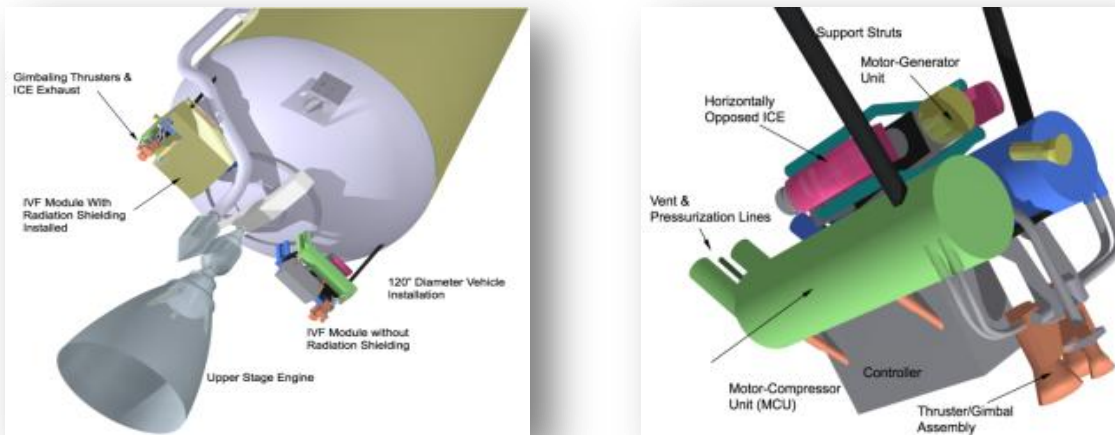 Gimbaling Thrusters &
ICE Exhaust
IVF Module With
Radiation Shielding
Installed
120" Diameter Vehicle
Installation
IVF Module without
Radiation Shielding
Upper Stage Engine
Support Struts
Motor-Generator
Unit
Horizontally
Opposed ICE
Vent &
Pressurization Lines
Controller
Motor-Compressor
Unit (MCU)
Thruster/Gimbal
Assembly